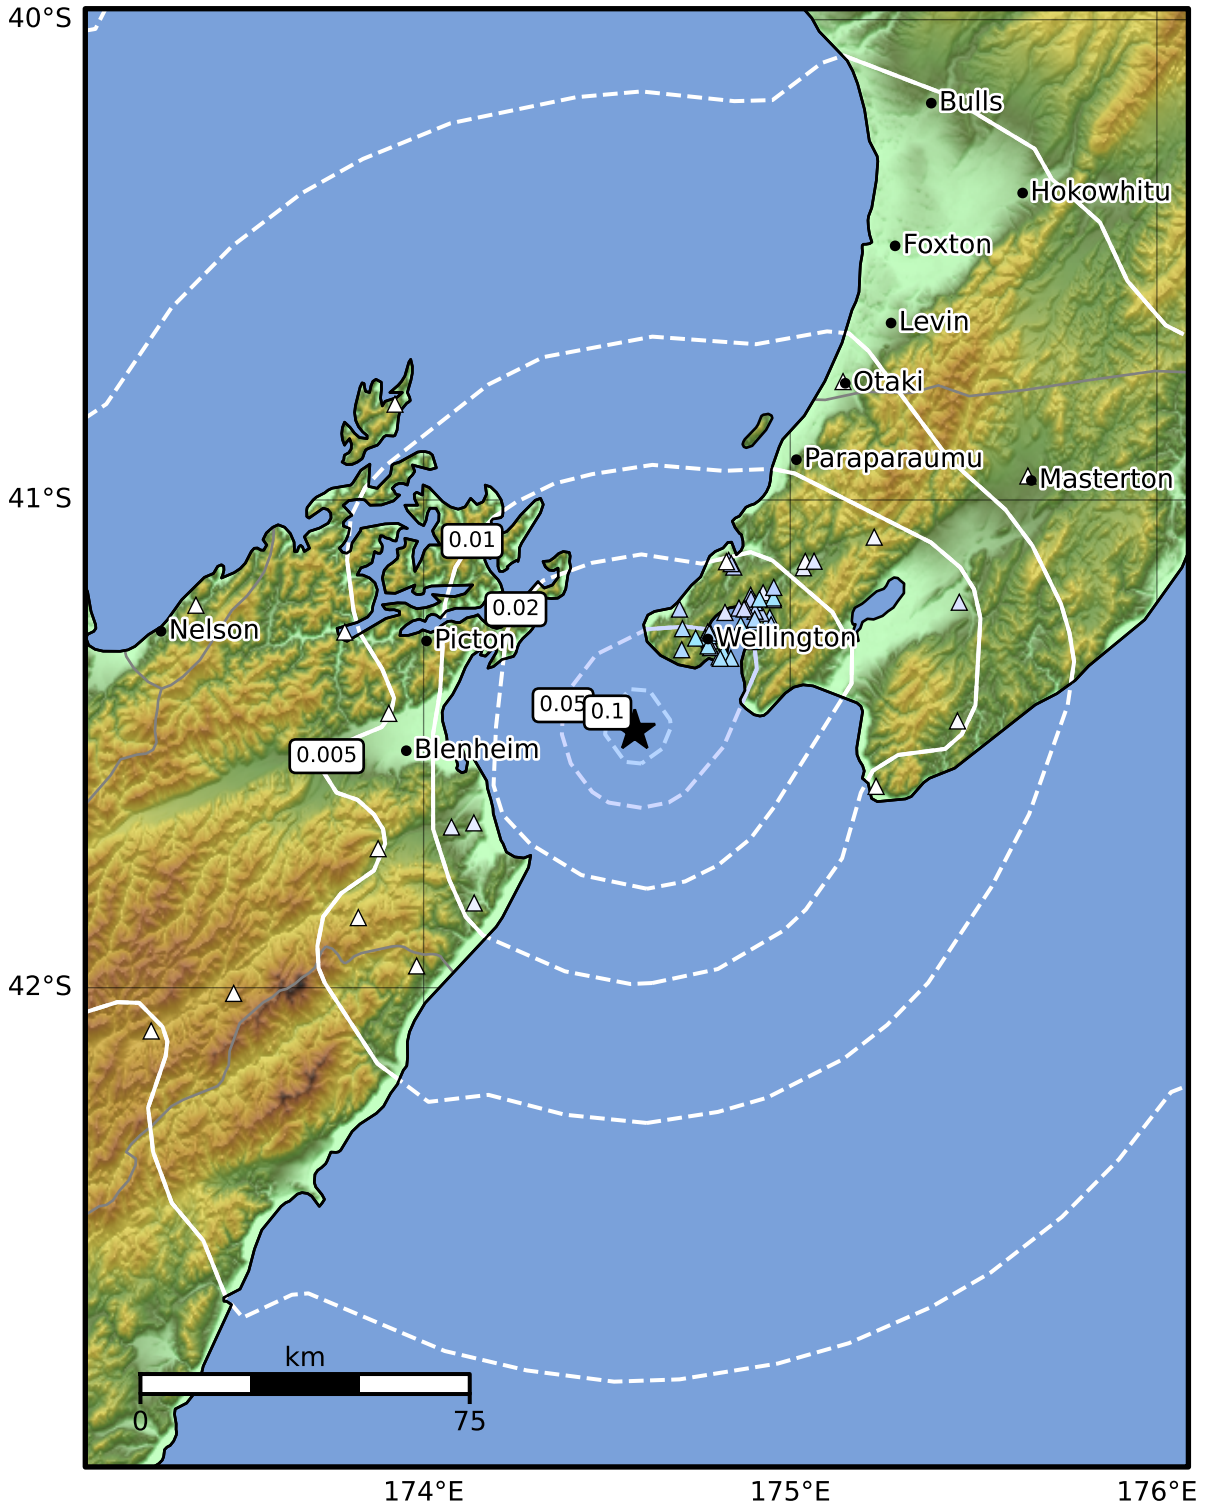 40°S
Bulls
Hokowhitu
Foxton
Levin
Otaki
Paraparaumu
Masterton
41°S
0.01
0.02
Nelson
Picton
Wellington
0.05
0.1
0.005
Blenheim
42°S
km
0 75
174°E 175°E 176°E